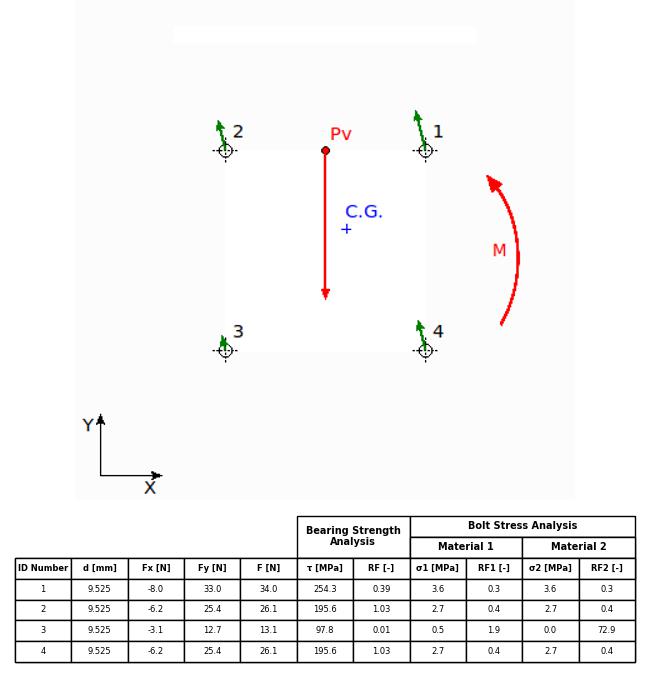 2
Pv
1
C.G.
M
3
4
Y
X
Bearing Strength
Analysis
Bolt Stress Analysis
Material 1
Material 2
ID Number d [mm] Fx [N] Fy [N] F [N] τ [MPa] RF [-] σ1 [MPa] RF1 [-] σ2 [MPa] RF2 [-]
1 9.525 -8.0 33.0 34.0 254.3 0.39 3.6 0.3 3.6 0.3
2 9.525 -6.2 25.4 26.1 195.6 1.03 2.7 0.4 2.7 0.4
3 9.525 -3.1 12.7 13.1 97.8 0.01 0.5 1.9 0.0 72.9
4 9.525 -6.2 25.4 26.1 195.6 1.03 2.7 0.4 2.7 0.4